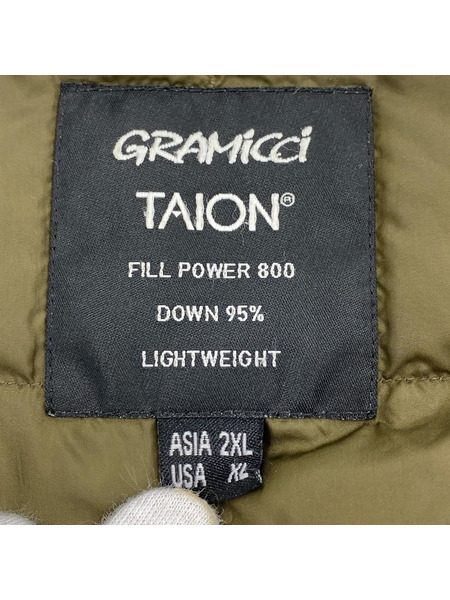 GRAMiCCi
TAION®
FILL POWER 800
DOWN 95%
LIGHTWEIGHT
ASIA 2XL
USA XL